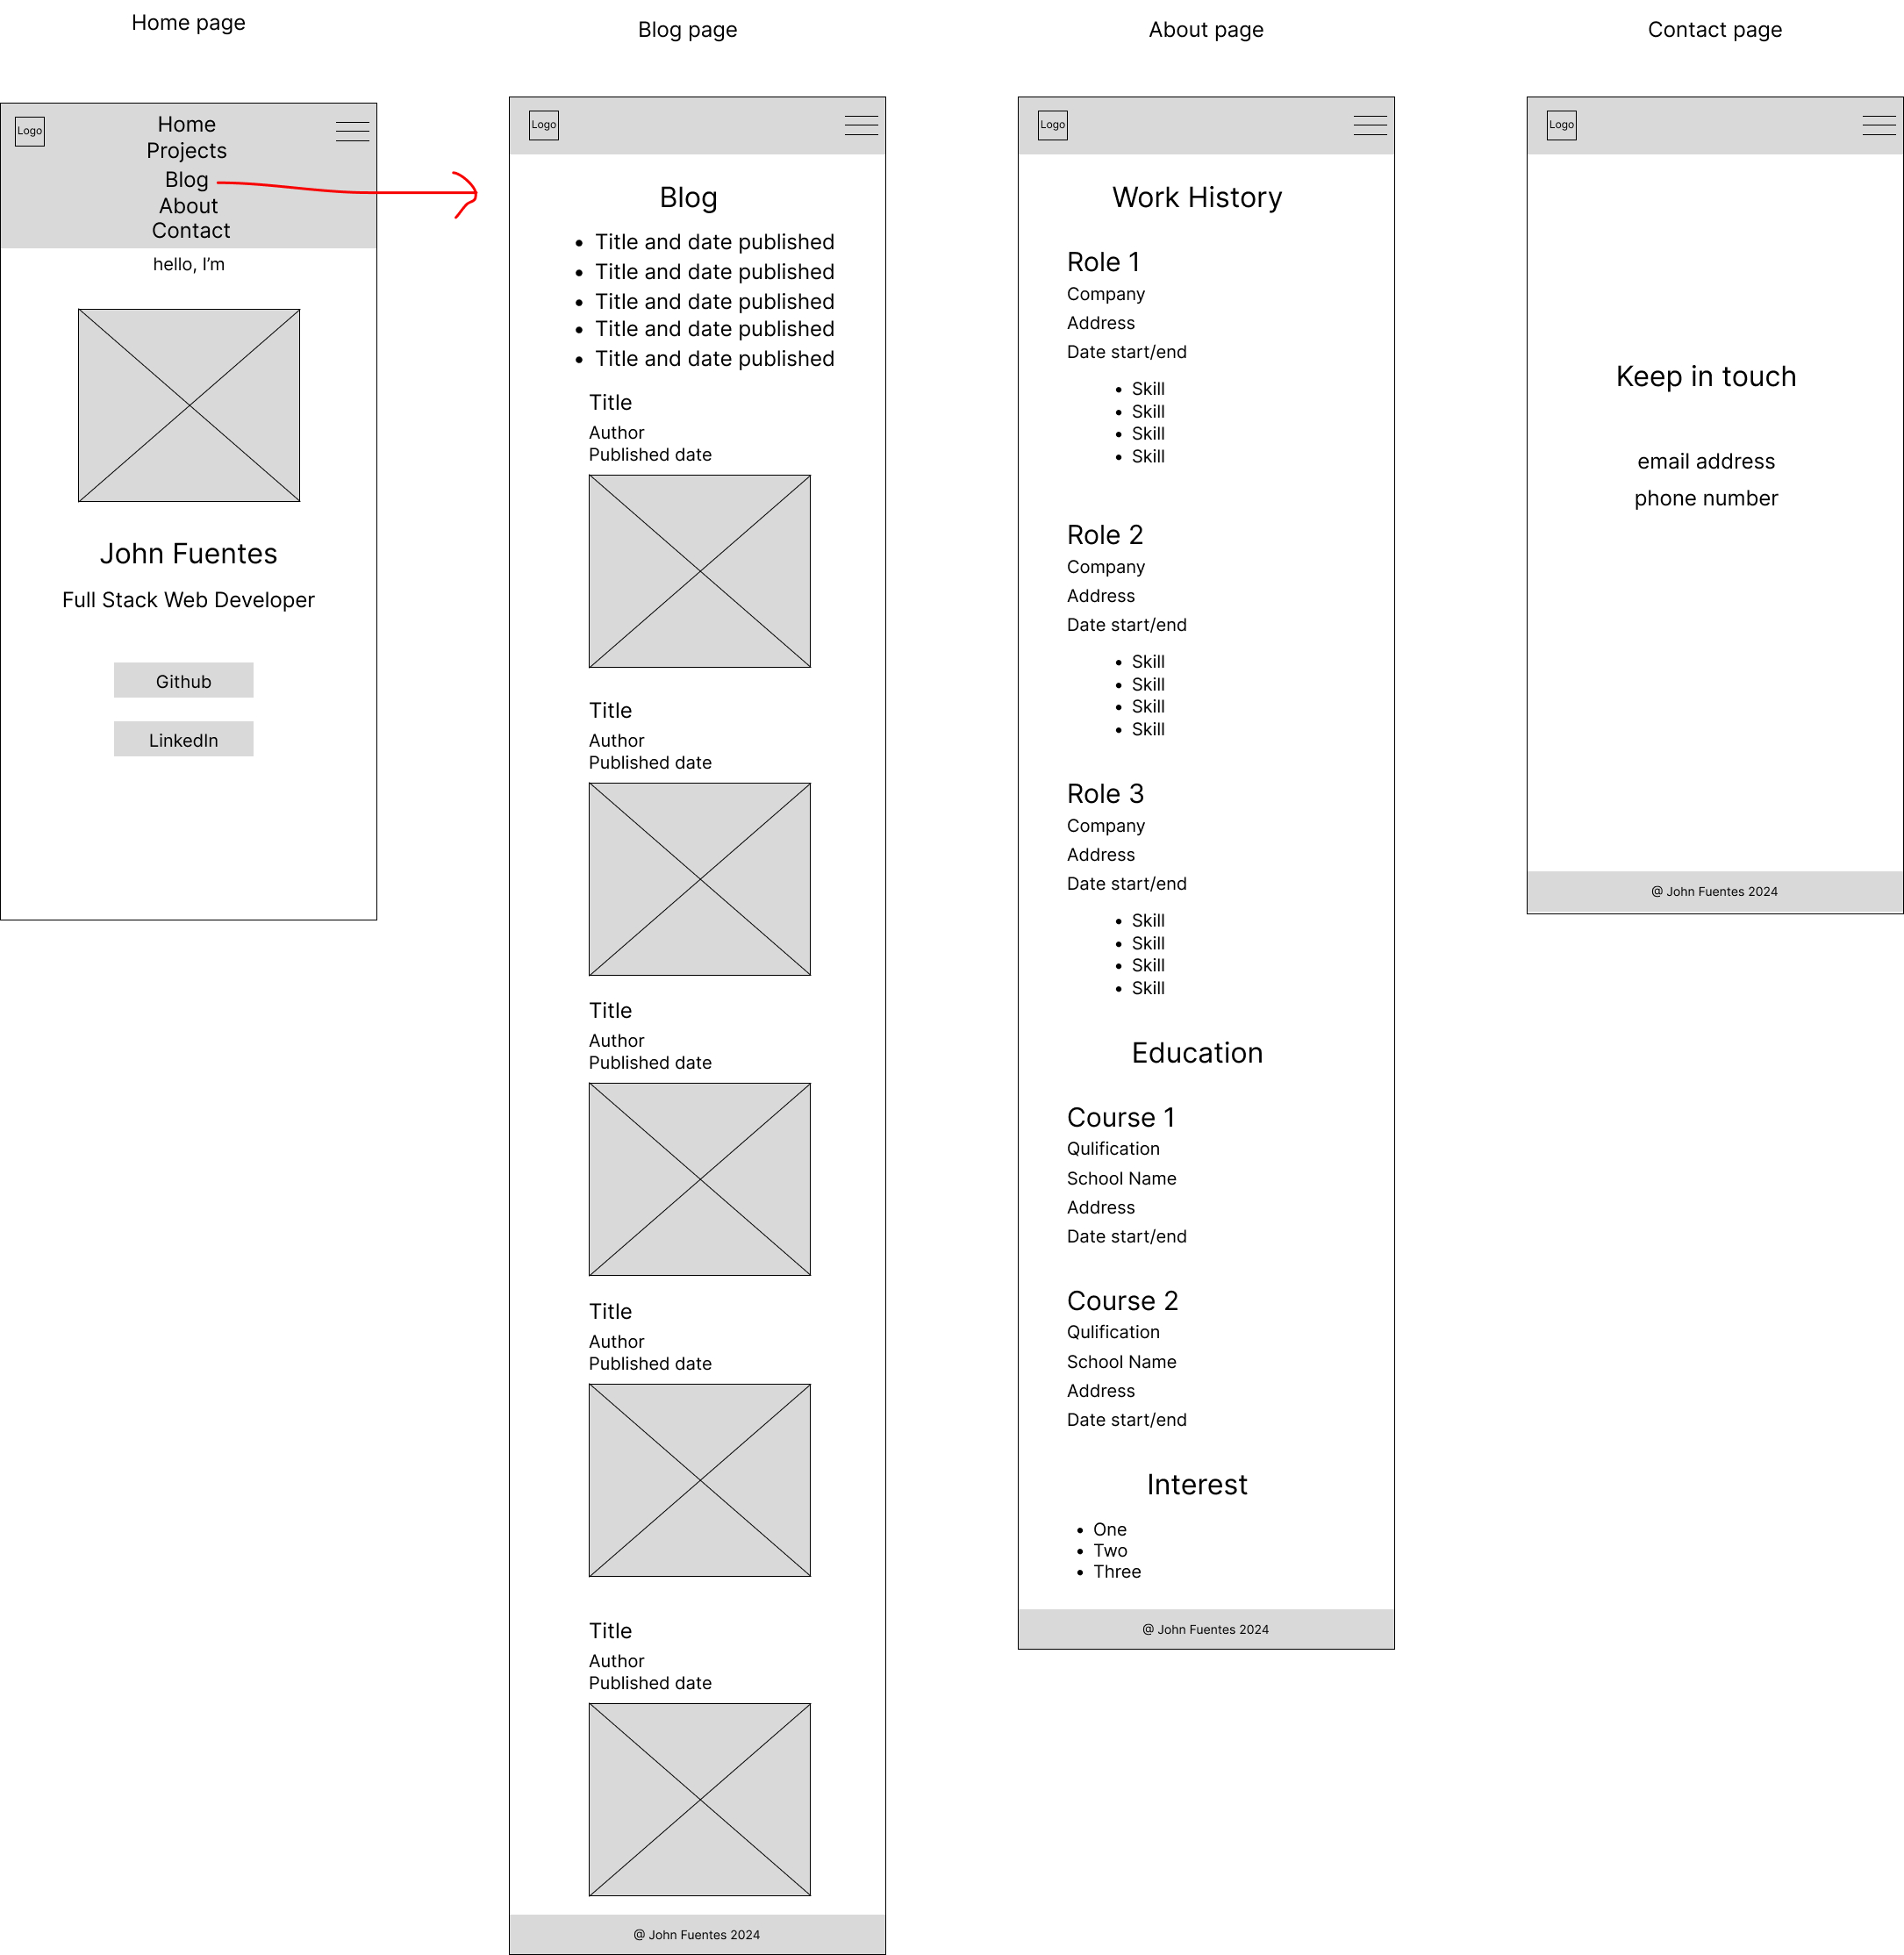 Home page
Logo
Home
Projects
Blog
About
Contact
hello, I’m
John Fuentes
Full Stack Web Developer
Github
LinkedIn
Blog page
Logo
Blog
• Title and date published
• Title and date published
• Title and date published
• Title and date published
• Title and date published
Title
Author
Published date
Title
Author
Published date
Title
Author
Published date
Title
Author
Published date
Title
Author
Published date
@ John Fuentes 2024
About page
Logo
Work History
Role 1
Company
Address
Date start/end
• Skill
• Skill
• Skill
• Skill
Role 2
Company
Address
Date start/end
• Skill
• Skill
• Skill
• Skill
Role 3
Company
Address
Date start/end
• Skill
• Skill
• Skill
• Skill
Education
Course 1
Qulification
School Name
Address
Date start/end
Course 2
Qulification
School Name
Address
Date start/end
Interest
• One
• Two
• Three
@ John Fuentes 2024
Contact page
Logo
Keep in touch
email address
phone number
@ John Fuentes 2024